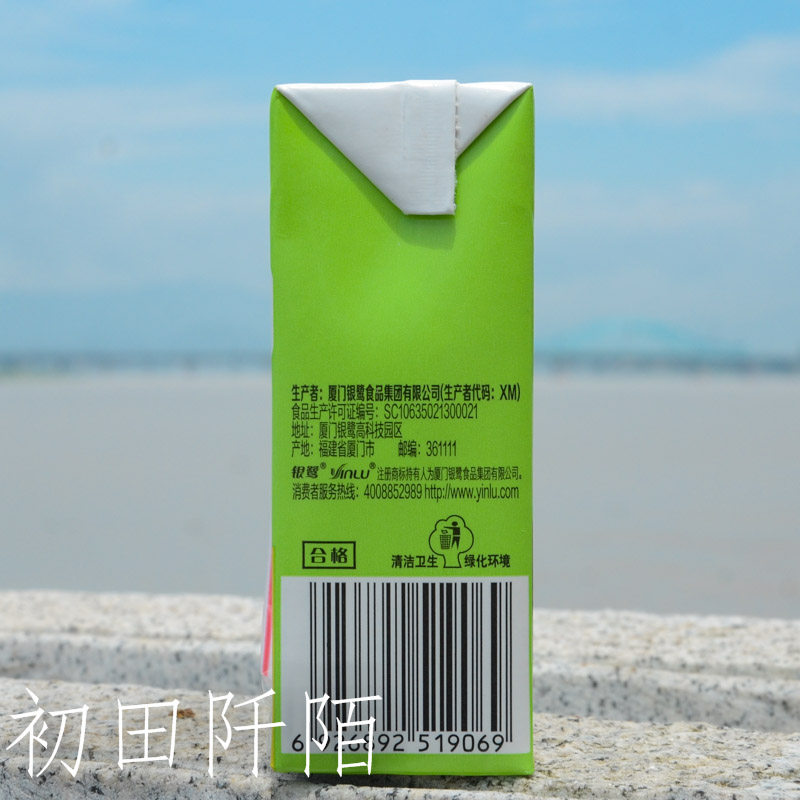 生产者：厦门银鹭食品集团有限公司(生产者代码：XM)
食品生产许可证编号：SC10635021300021
地址：厦门银鹭高科技园区
产地：福建省厦门市 邮编：361111
银鹭® YINLU® 注册商标持有人为厦门银鹭食品集团有限公司。
消费者服务热线：4008852989 http://www.yinlu.com
合格
清洁卫生 绿化环境
892 519069
初田阡陌